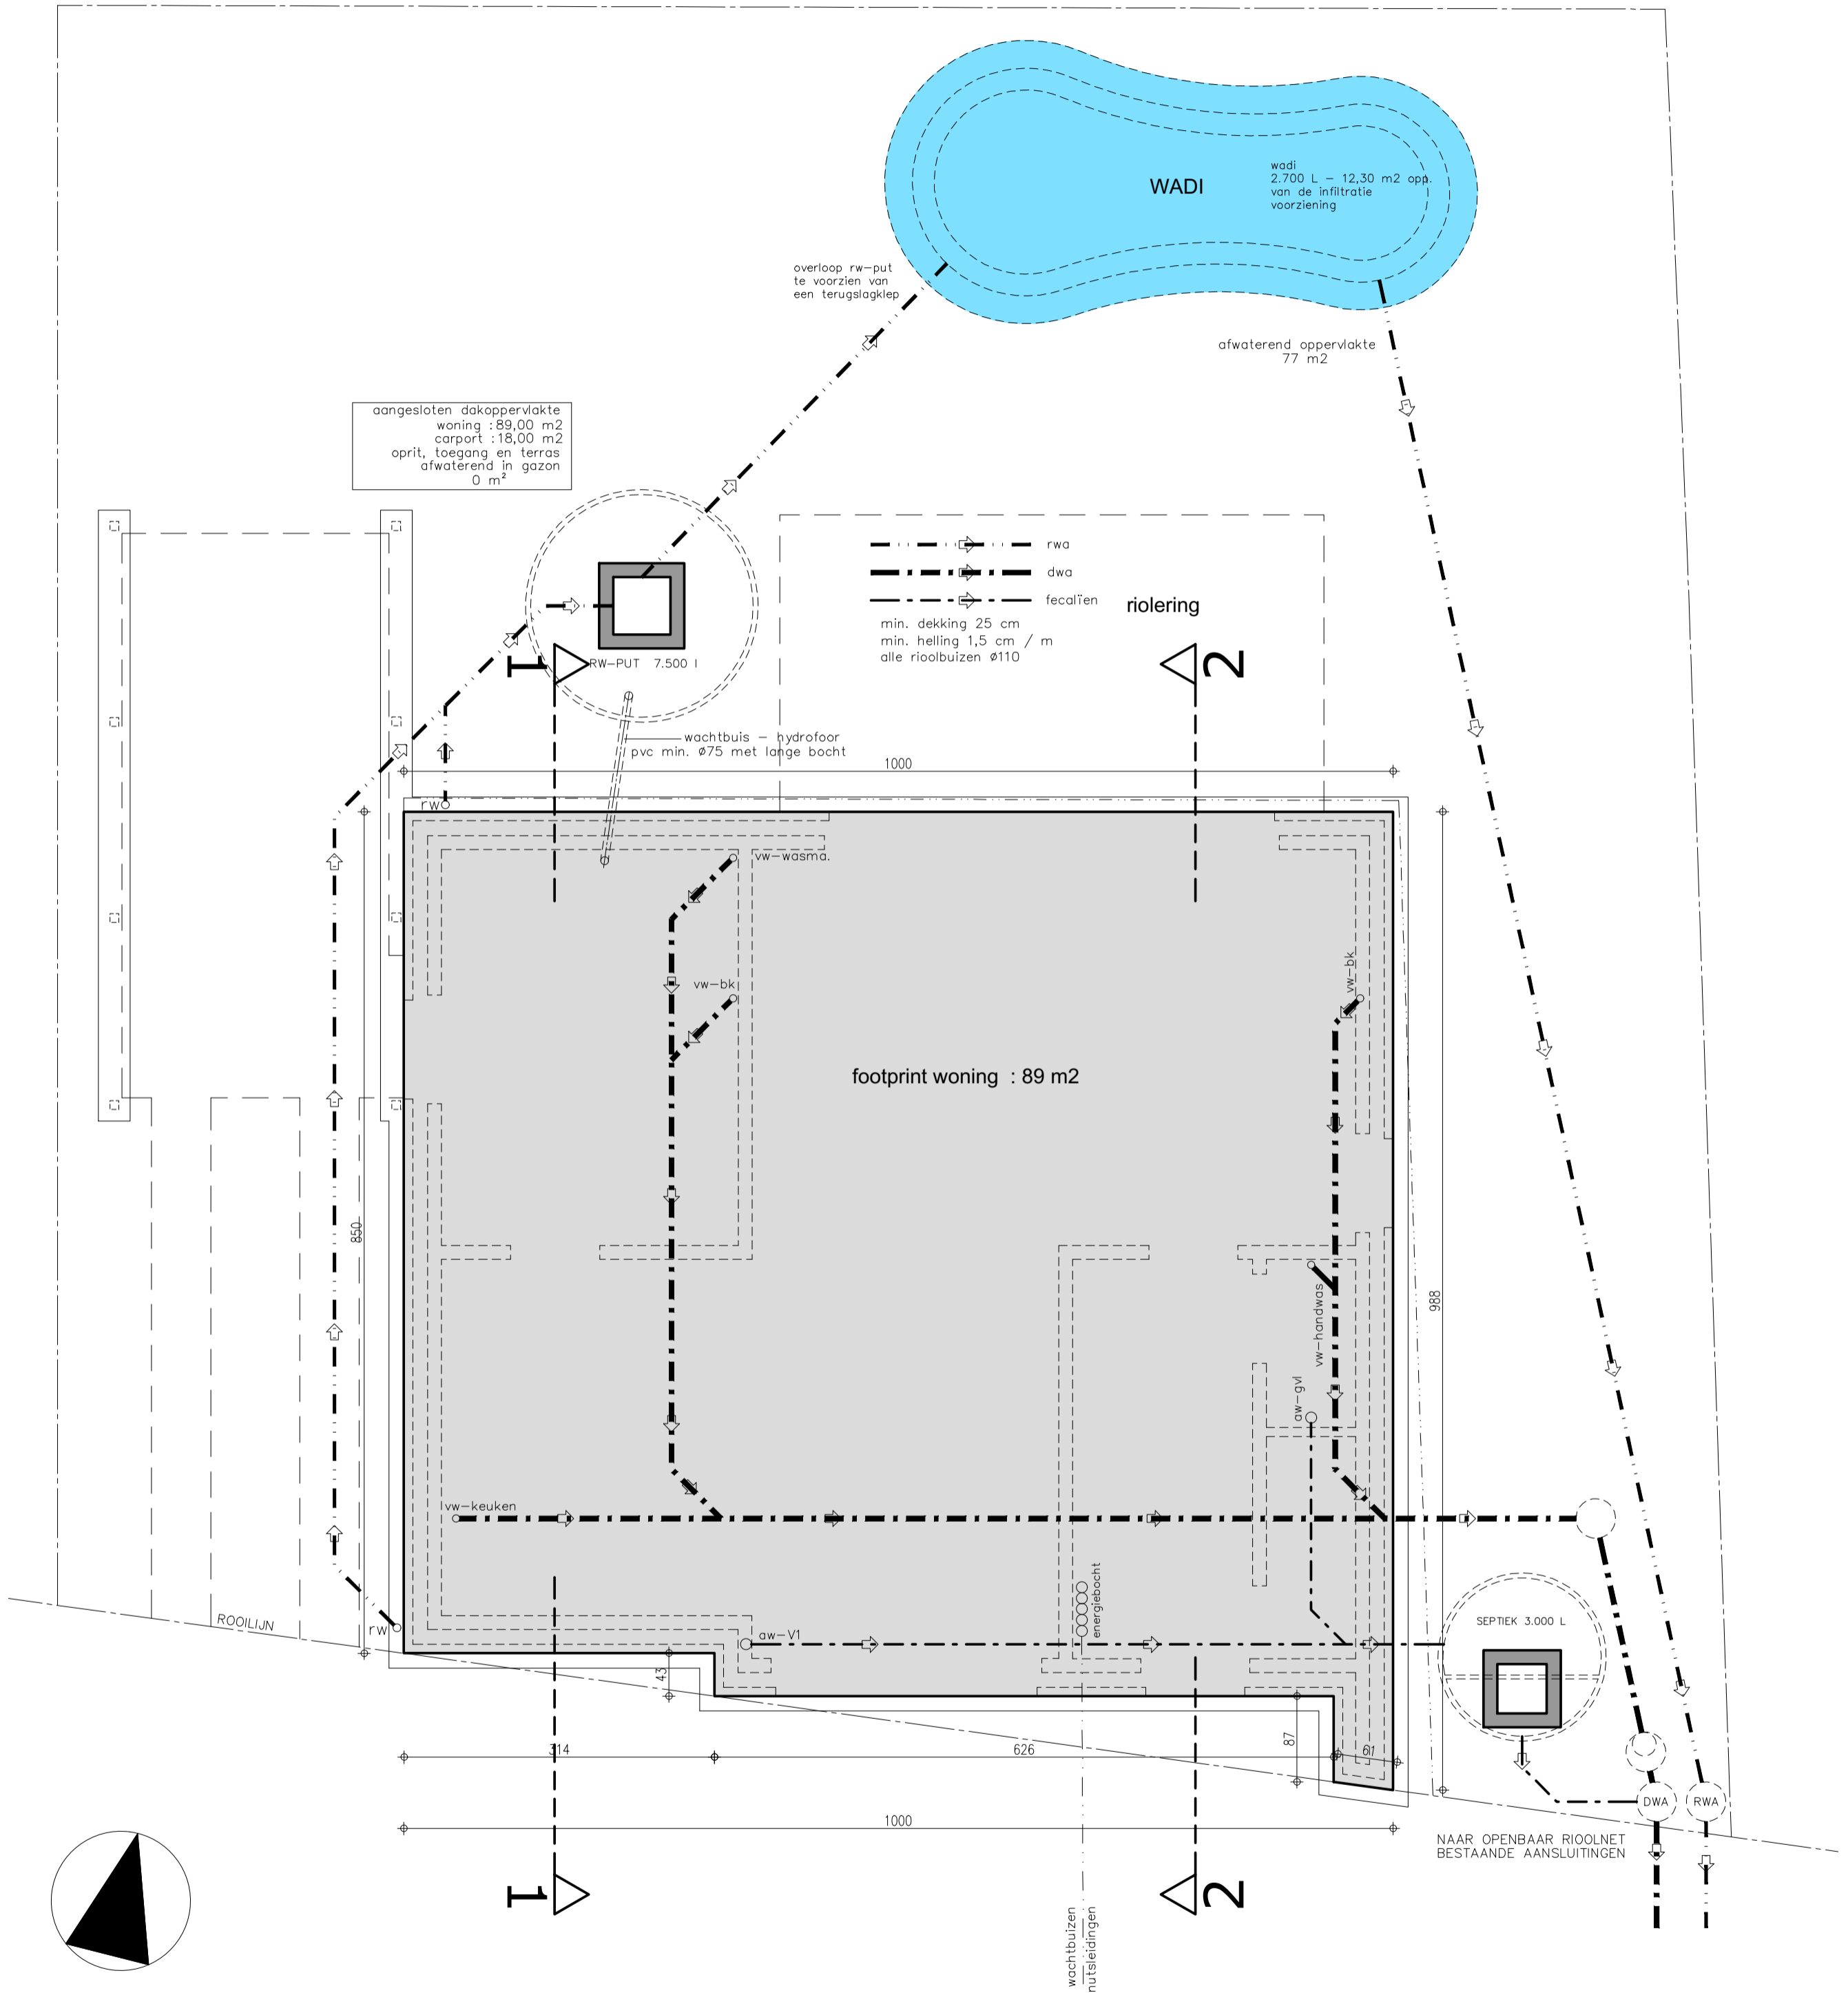 WADI
wadi
2.700 L – 12,30 m2 opp.
van de infiltratie
voorziening
overloop rw-put
te voorzien van
een terugslagklep
afwaterend oppervlakte
77 m2
aangesloten dakoppervlakte
woning :89,00 m2
carport :18,00 m2
oprit, toegang en terras
afwaterend in gazon
0 m²
rwa
dwa
fecalïen
riolering
min. dekking 25 cm
min. helling 1,5 cm / m
alle rioolbuizen ø110
1
RW-PUT 7.500 l
2
wachtbuis – hydrofoor
pvc min. Ø75 met lange bocht
1000
rw
vw-wasma.
vw-bk
vw-bk
footprint woning : 89 m2
850
988
vw-handwas
aw-gvl
vw-keuken
energiebocht
ROOILIJN
rw
aw-V1
SEPTIEK 3.000 L
43
87
314
626
61
DWA
RWA
1000
NAAR OPENBAAR RIOOLNET
BESTAANDE AANSLUITINGEN
1
2
wachtbuizen
nutsleidingen